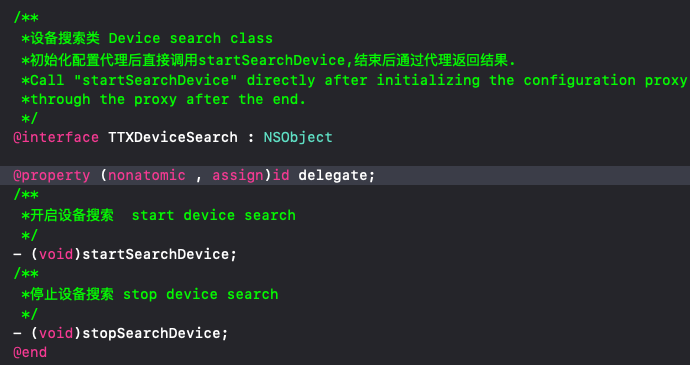 /**
*设备搜索类 Device search class
*初始化配置代理后直接调用startSearchDevice,结束后通过代理返回结果.
*Call "startSearchDevice" directly after initializing the configuration proxy
*through the proxy after the end.
*/
@interface TTXDeviceSearch : NSObject
@property (nonatomic , assign)id delegate;
/**
*开启设备搜索  start device search
*/
- (void)startSearchDevice;
/**
*停止设备搜索 stop device search
*/
- (void)stopSearchDevice;
@end